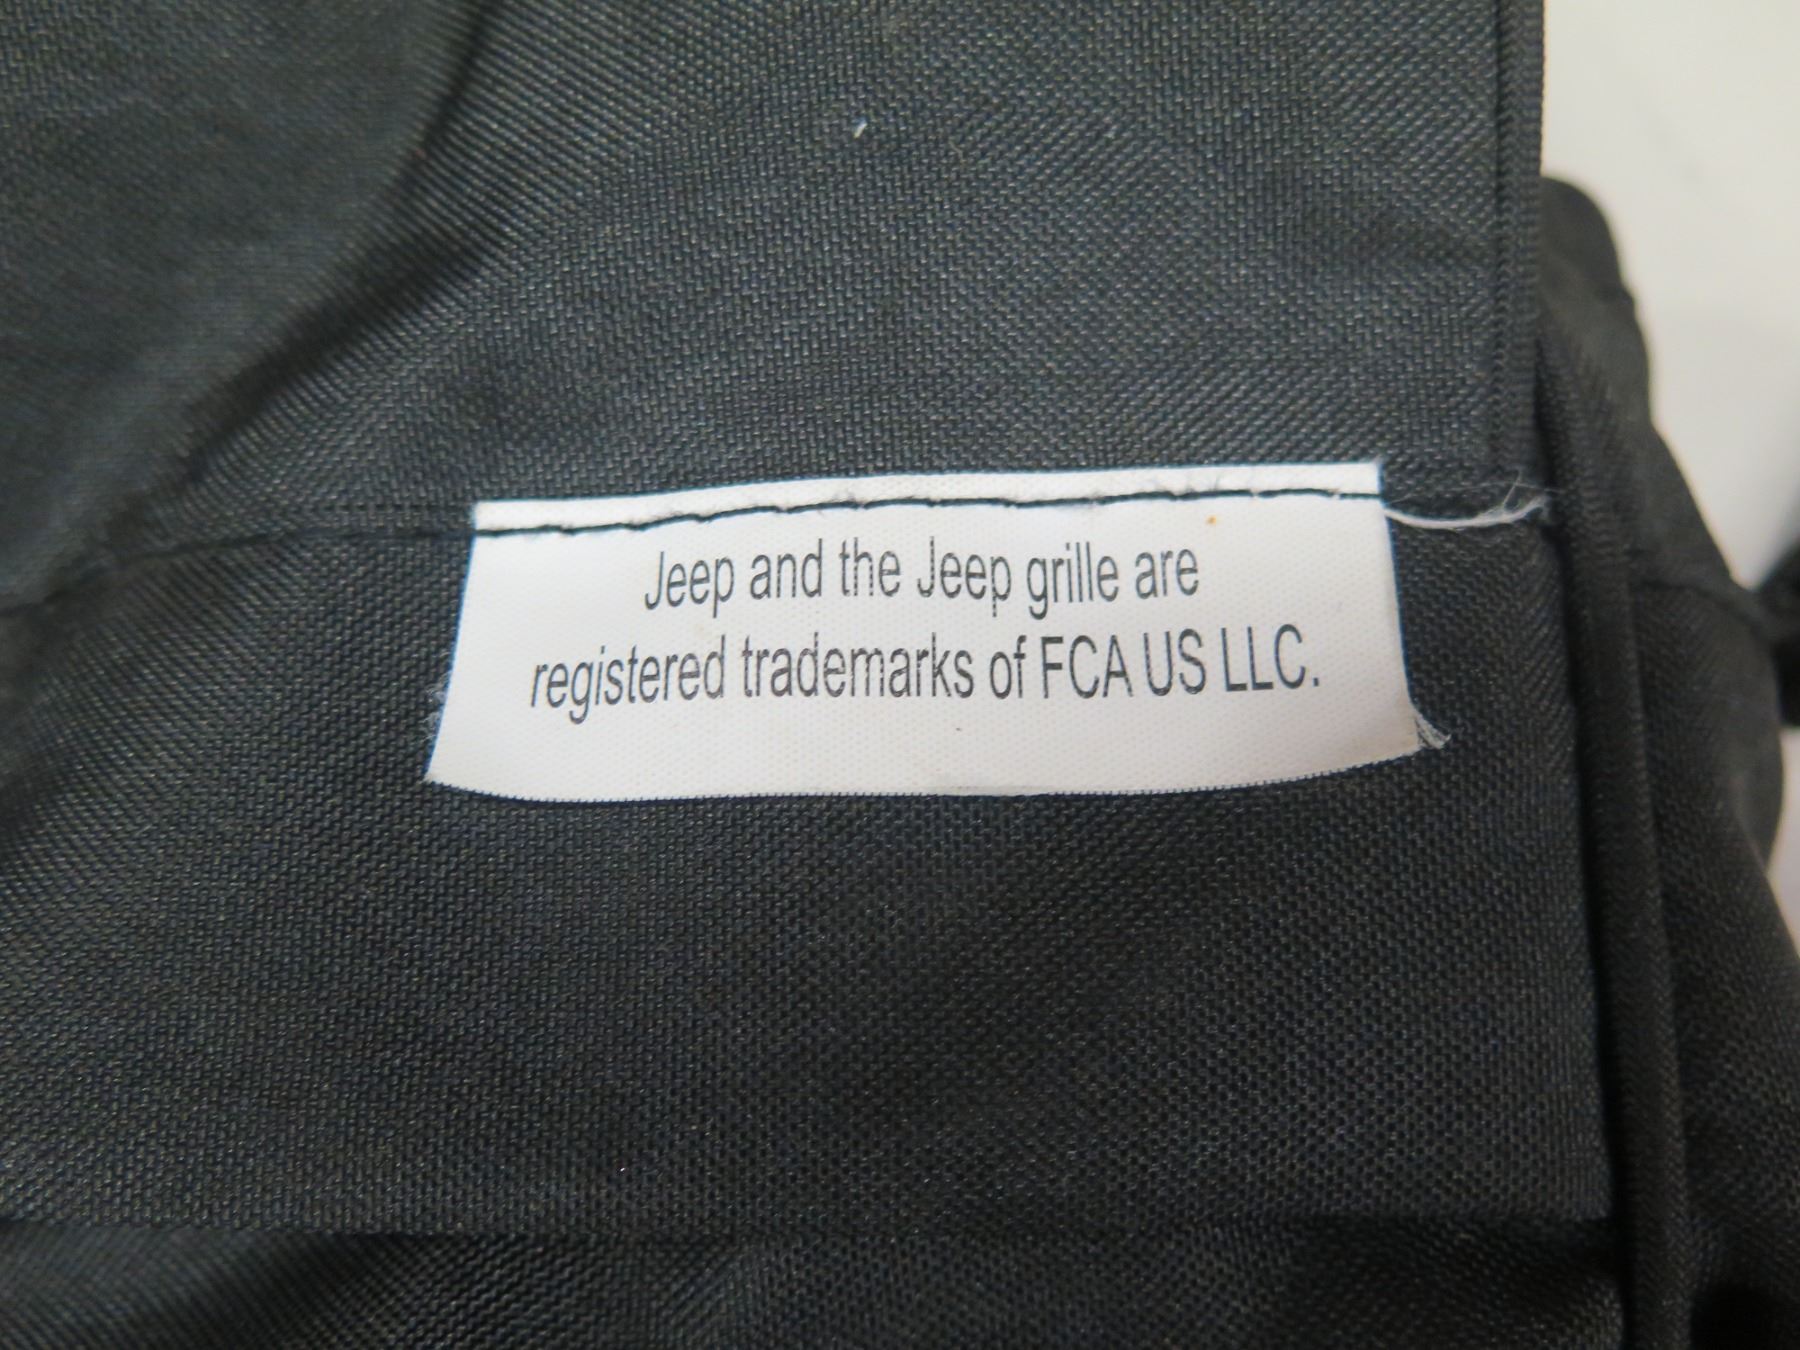 Jeep and the Jeep grille are
registered trademarks of FCA US LLC.